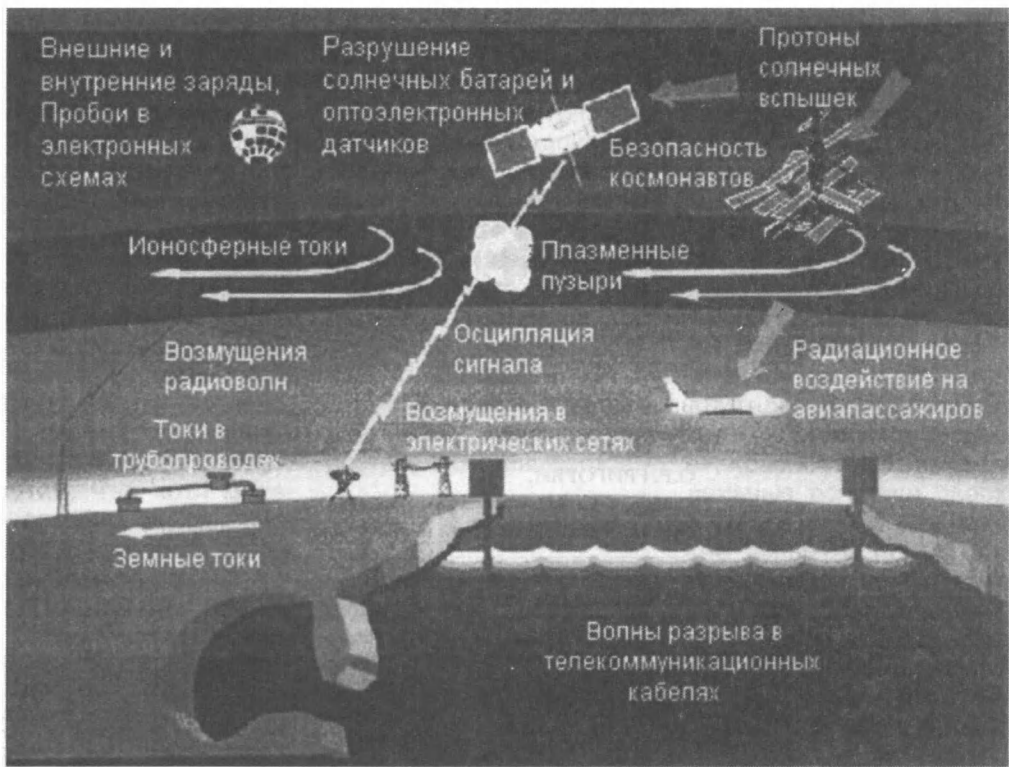 Внешние и
внутренние заряды,
Пробои в
электронных
схемах
Разрушение
солнечных батарей и
оптоэлектронных
датчиков
Протоны
солнечных
вспышек
Безопасность
космонавтов
Ионосферные токи
Плазменные
пузыри
Осцилляция
сигнала
Возмущения
радиоволн
Радиационное
воздействие на
авиапассажиров
Возмущения в
электрических сетях
Токи в
трубопроводах
Земные токи
Волны разрыва в
телекоммуникационных
кабелях